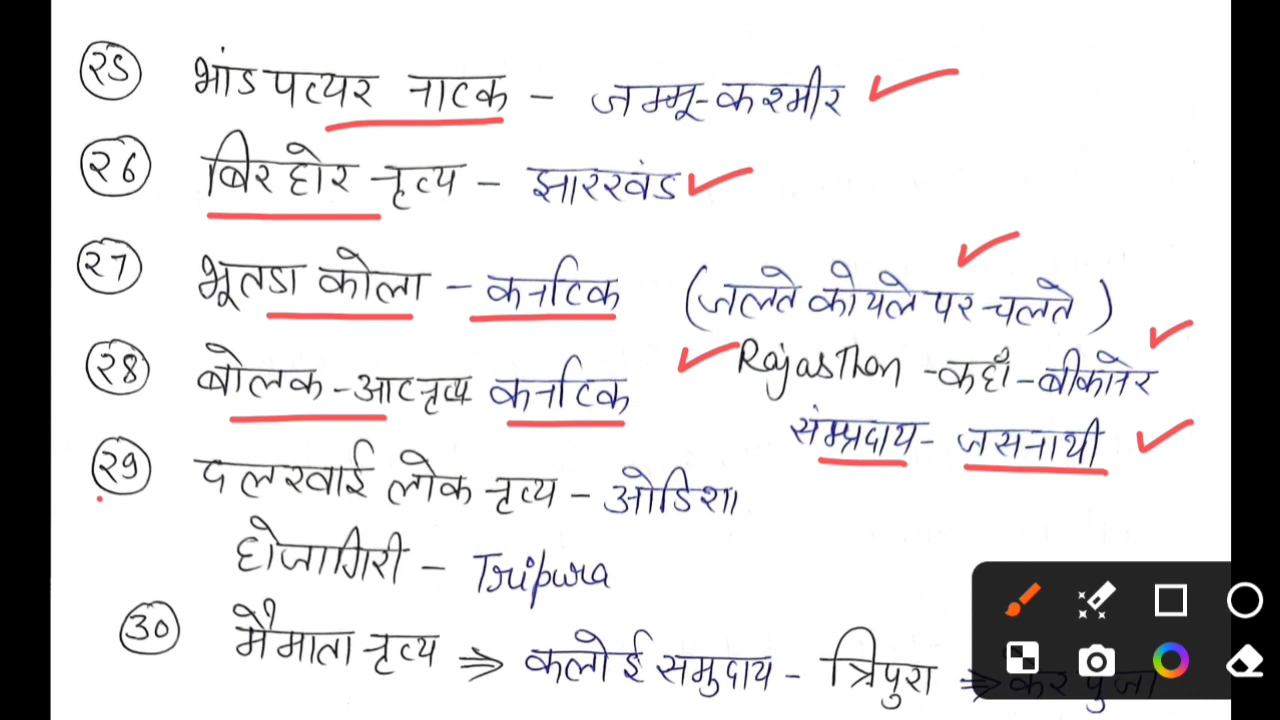 २५ भांड पत्थर नाटक - जम्मू-कश्मीर
२६ बिरहोर नृत्य - झारखंड
२७ भूतडा कोला - कर्नाटक (जलते कोयले पर चलते)
२८ बोलक-आट नृत्य कर्नाटक Rajasthan - कहाँ - बीकानेर
संम्प्रदाय - जसनाथी
२९ दलखाई लोक नृत्य - ओडिशा
होजागिरी - Tripura
३० मैमाता नृत्य ⇒ कलोई समुदाय - त्रिपुरा ⇒ केर पुजा